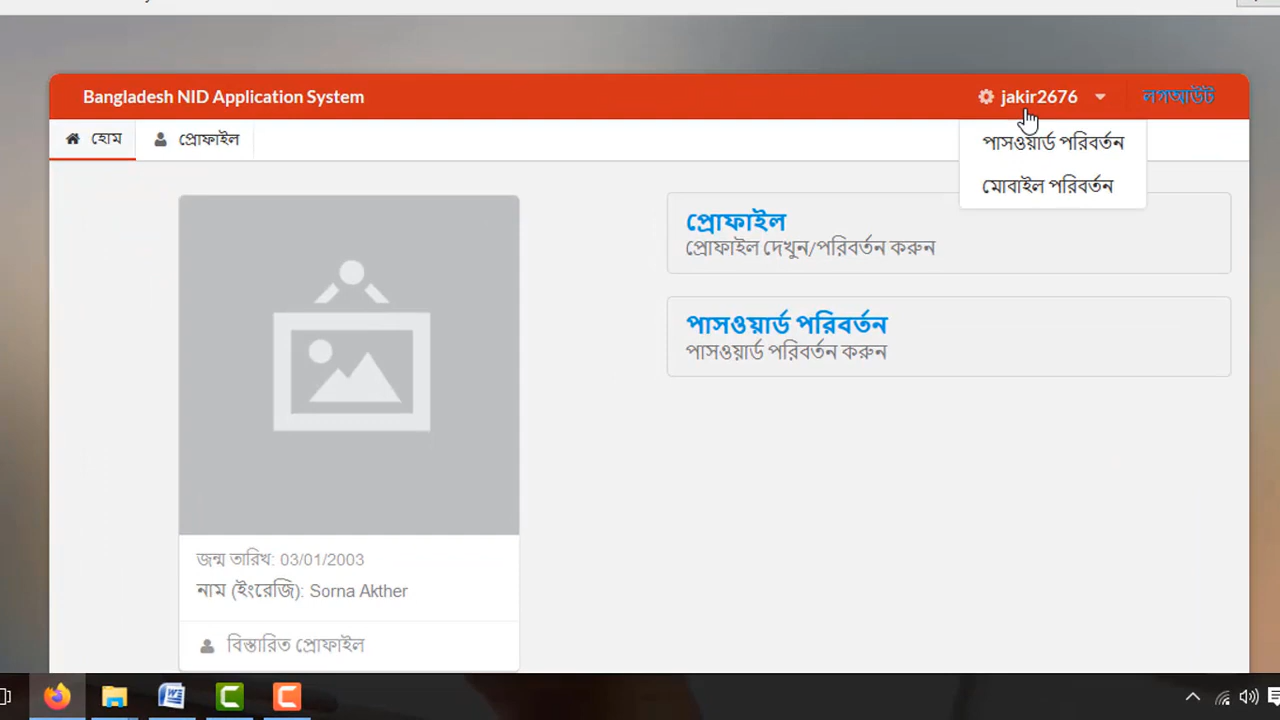 Bangladesh NID Application System
jakir2676
লগআউট
হোম
প্রোফাইল
পাসওয়ার্ড পরিবর্তন
মোবাইল পরিবর্তন
প্রোফাইল
প্রোফাইল দেখুন/পরিবর্তন করুন
পাসওয়ার্ড পরিবর্তন
পাসওয়ার্ড পরিবর্তন করুন
জন্ম তারিখ: 03/01/2003
নাম (ইংরেজি): Sorna Akther
বিস্তারিত প্রোফাইল